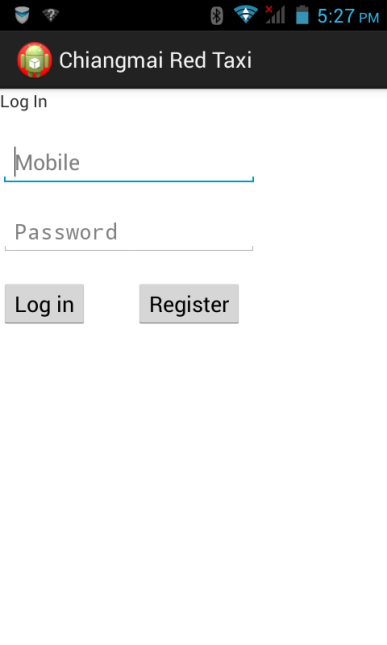 5:27 PM
Chiangmai Red Taxi
Log In
Mobile
Password
Log in Register